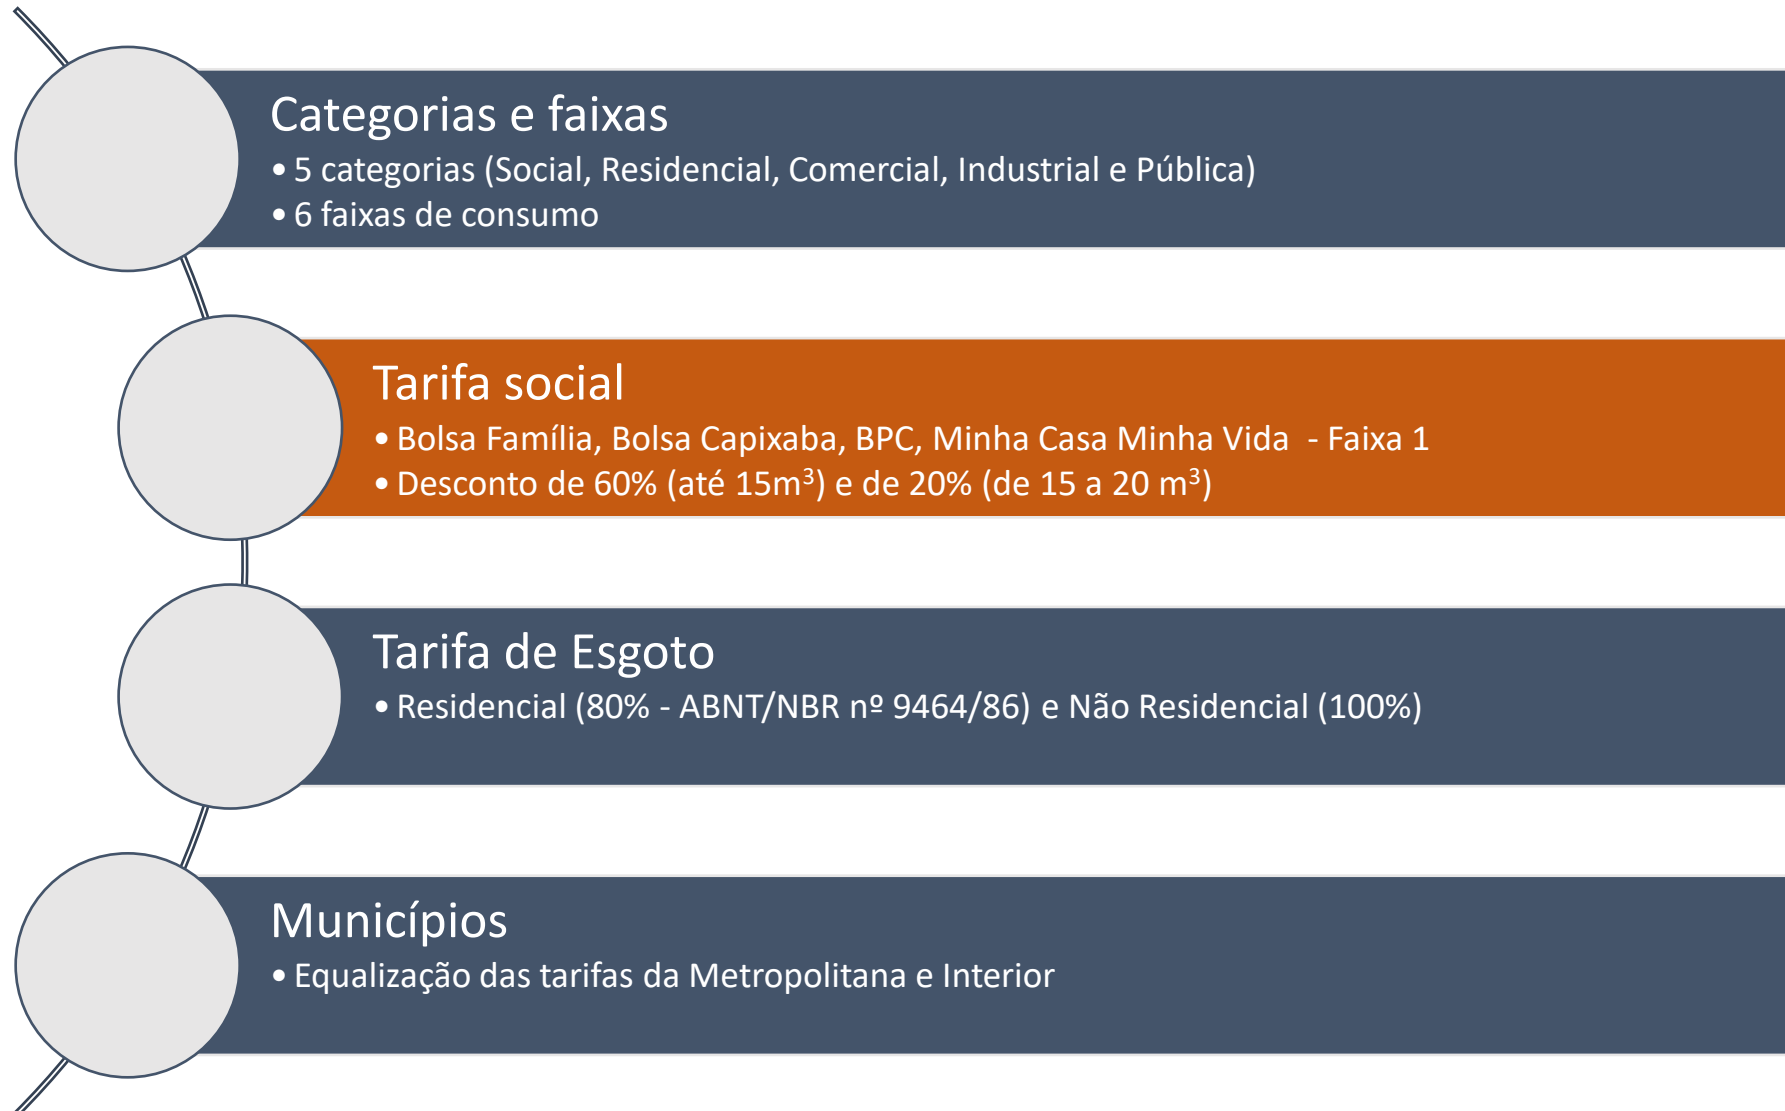 Categorias e faixas
• 5 categorias (Social, Residencial, Comercial, Industrial e Pública)
• 6 faixas de consumo
Tarifa social
• Bolsa Família, Bolsa Capixaba, BPC, Minha Casa Minha Vida - Faixa 1
• Desconto de 60% (até 15m³) e de 20% (de 15 a 20 m³)
Tarifa de Esgoto
• Residencial (80% - ABNT/NBR nº 9464/86) e Não Residencial (100%)
Municípios
• Equalização das tarifas da Metropolitana e Interior